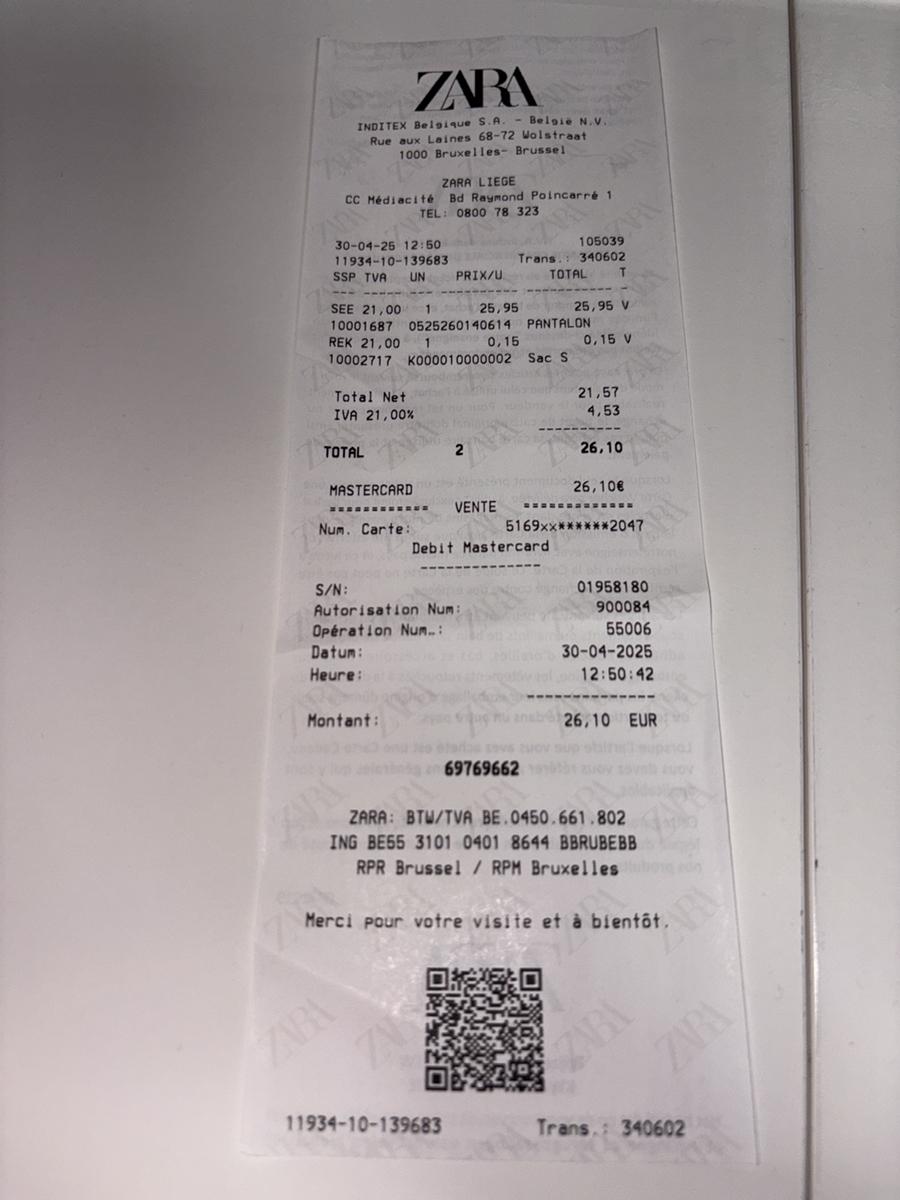 ZARA
INDITEX Belgique S.A. - België N.V.
Rue aux Laines 68-72 Wolstraat
1000 Bruxelles- Brussel
ZARA LIEGE
CC Médiacité Bd Raymond Poincarré 1
TEL: 0800 78 323
30-04-25 12:50 105039
11934-10-139683 Trans.: 340602
SSP TVA UN PRIX/U TOTAL T
--- ----- --- ---------- ----------- -
SEE 21,00 1 25,95 25,95 V
10001687 0525260140614 PANTALON
REK 21,00 1 0,15 0,15 V
10002717 K000010000002 Sac S
Total Net 21,57
IVA 21,00% 4,53
----------
TOTAL 2 26,10
MASTERCARD 26,10€
============ VENTE =============
Num. Carte: 5169xx******2047
Debit Mastercard
--------------
S/N: 01958180
Autorisation Num: 900084
Opération Num..: 55006
Datum: 30-04-2025
Heure: 12:50:42
--------------
Montant: 26,10 EUR
69769662
ZARA: BTW/TVA BE.0450.661.802
ING BE55 3101 0401 8644 BBRUBEBB
RPR Brussel / RPM Bruxelles
Merci pour votre visite et à bientôt.
11934-10-139683 Trans.: 340602